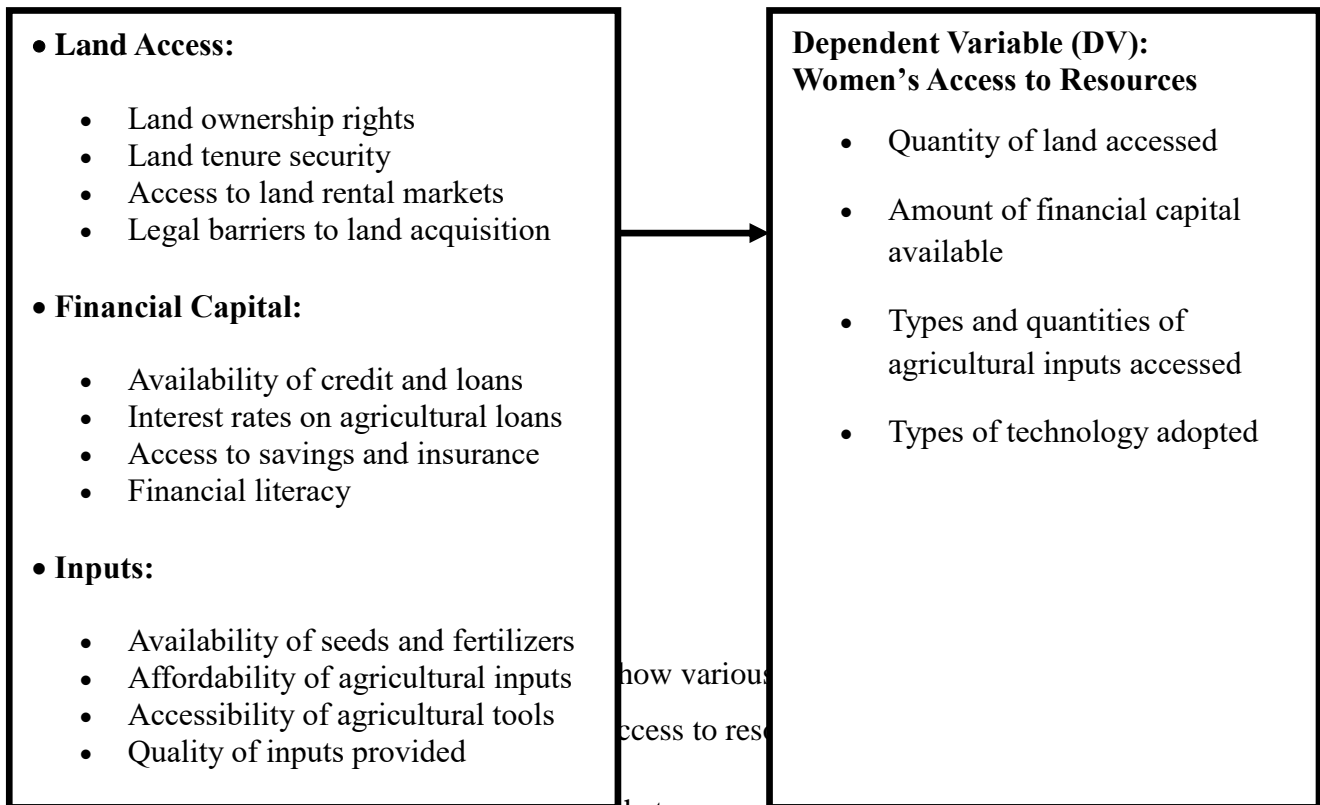 • Land Access:
• Land ownership rights
• Land tenure security
• Access to land rental markets
• Legal barriers to land acquisition
• Financial Capital:
• Availability of credit and loans
• Interest rates on agricultural loans
• Access to savings and insurance
• Financial literacy
• Inputs:
• Availability of seeds and fertilizers
• Affordability of agricultural inputs
• Accessibility of agricultural tools
• Quality of inputs provided
how various
access to
Dependent Variable (DV):
Women's Access to Resources
• Quantity of land accessed
• Amount of financial capital
available
• Types and quantities of
agricultural inputs accessed
• Types of technology adopted